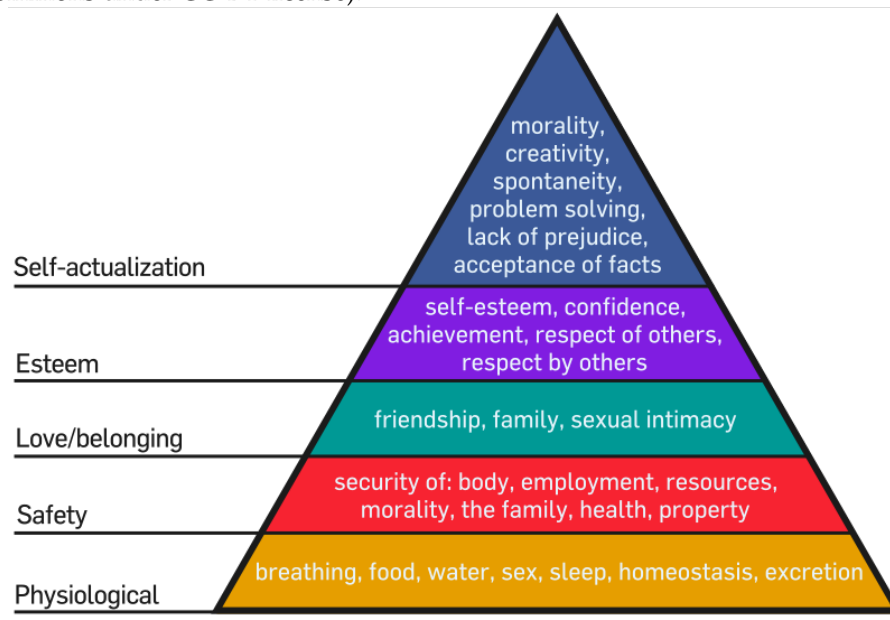 morality,
creativity,
spontaneity,
problem solving,
lack of prejudice,
acceptance of facts
Self-actualization
self-esteem, confidence,
achievement, respect of others,
respect by others
Esteem
friendship, family, sexual intimacy
Love/belonging
security of: body, employment, resources,
morality, the family, health, property
Safety
breathing, food, water, sex, sleep, homeostasis, excretion
Physiological